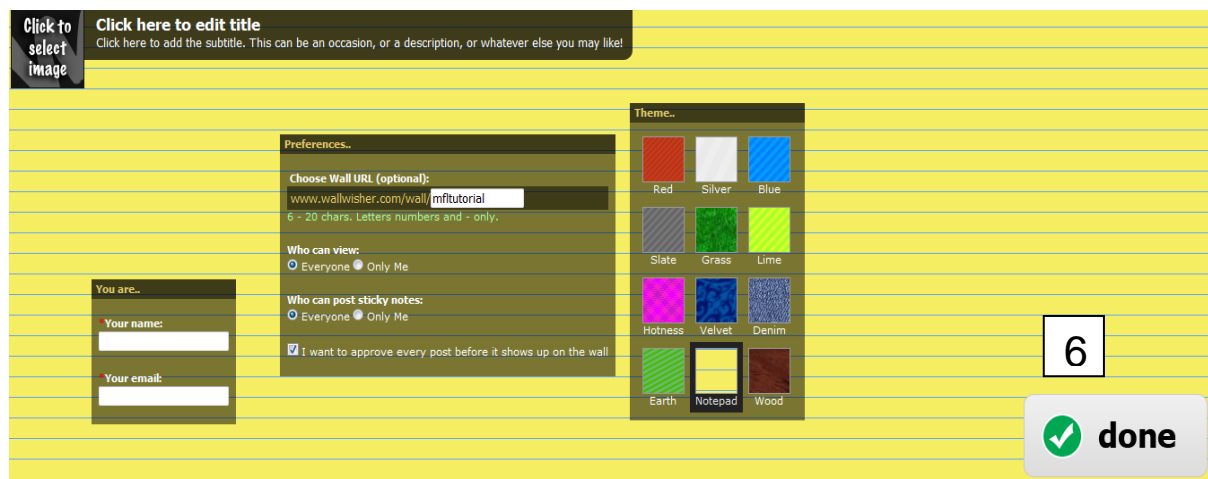 Click to
select
image
Click here to edit title
Click here to add the subtitle. This can be an occasion, or a description, or whatever else you may like!
You are..
*Your name:
*Your email:
Preferences..
Choose Wall URL (optional):
www.wallwisher.com/wall/mfltutorial
6 - 20 chars. Letters numbers and - only.
Who can view:
Everyone Only Me
Who can post sticky notes:
Everyone Only Me
I want to approve every post before it shows up on the wall
Theme..
Red Silver Blue
Slate Grass Lime
Hotness Velvet Denim
Earth Notepad Wood
6
done